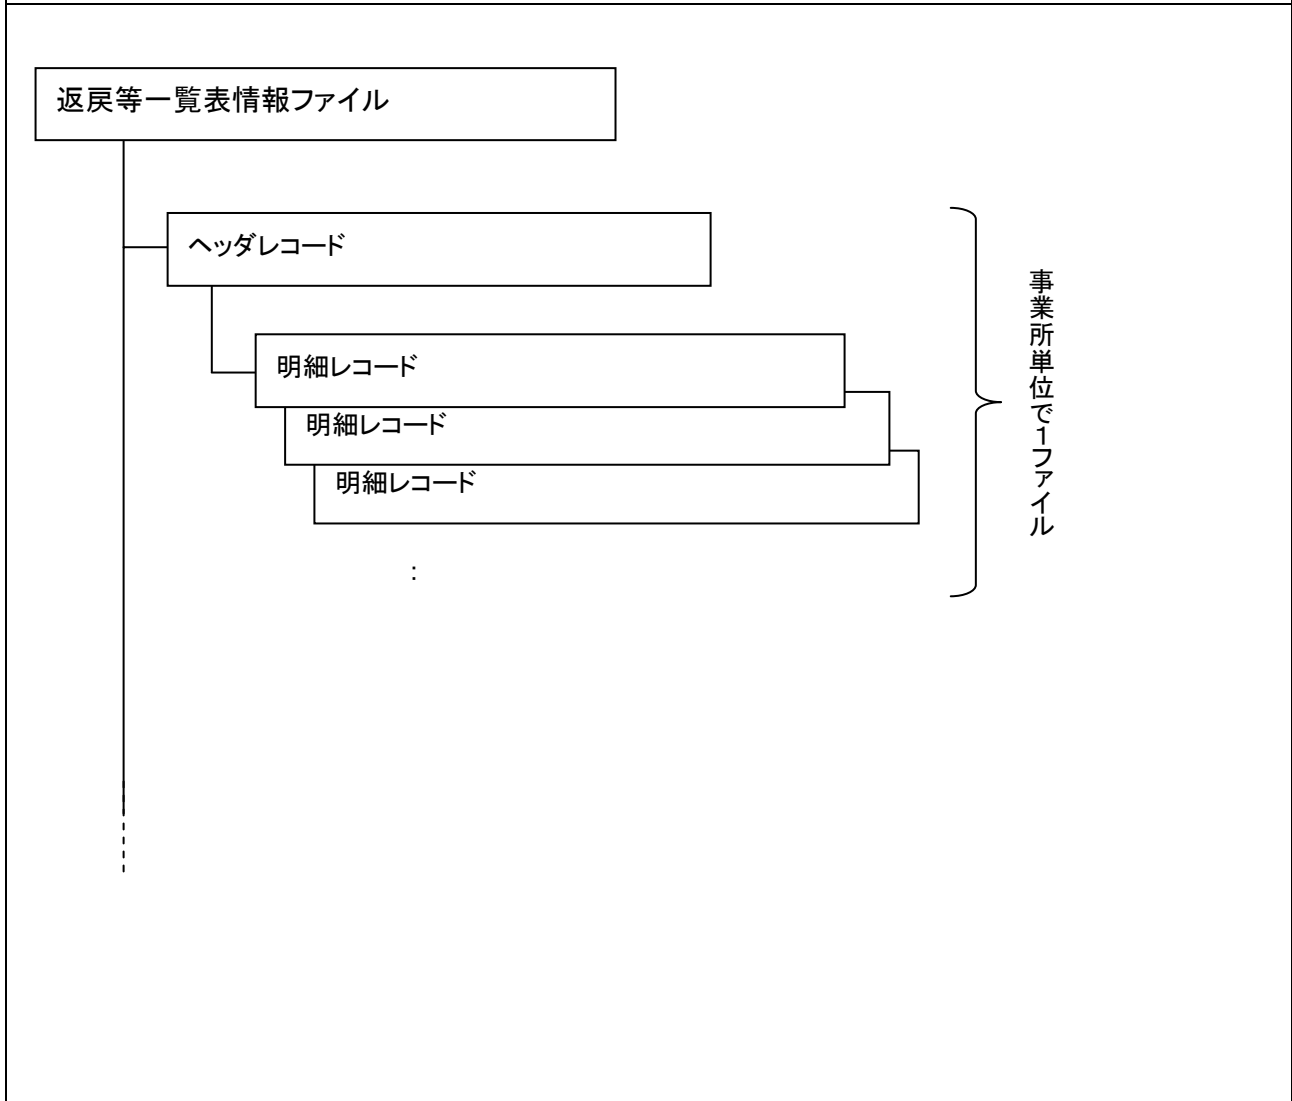 返戻等一覧表情報ファイル
ヘッダレコード
明細レコード
明細レコード
明細レコード
：
事業所単位で１ファイル